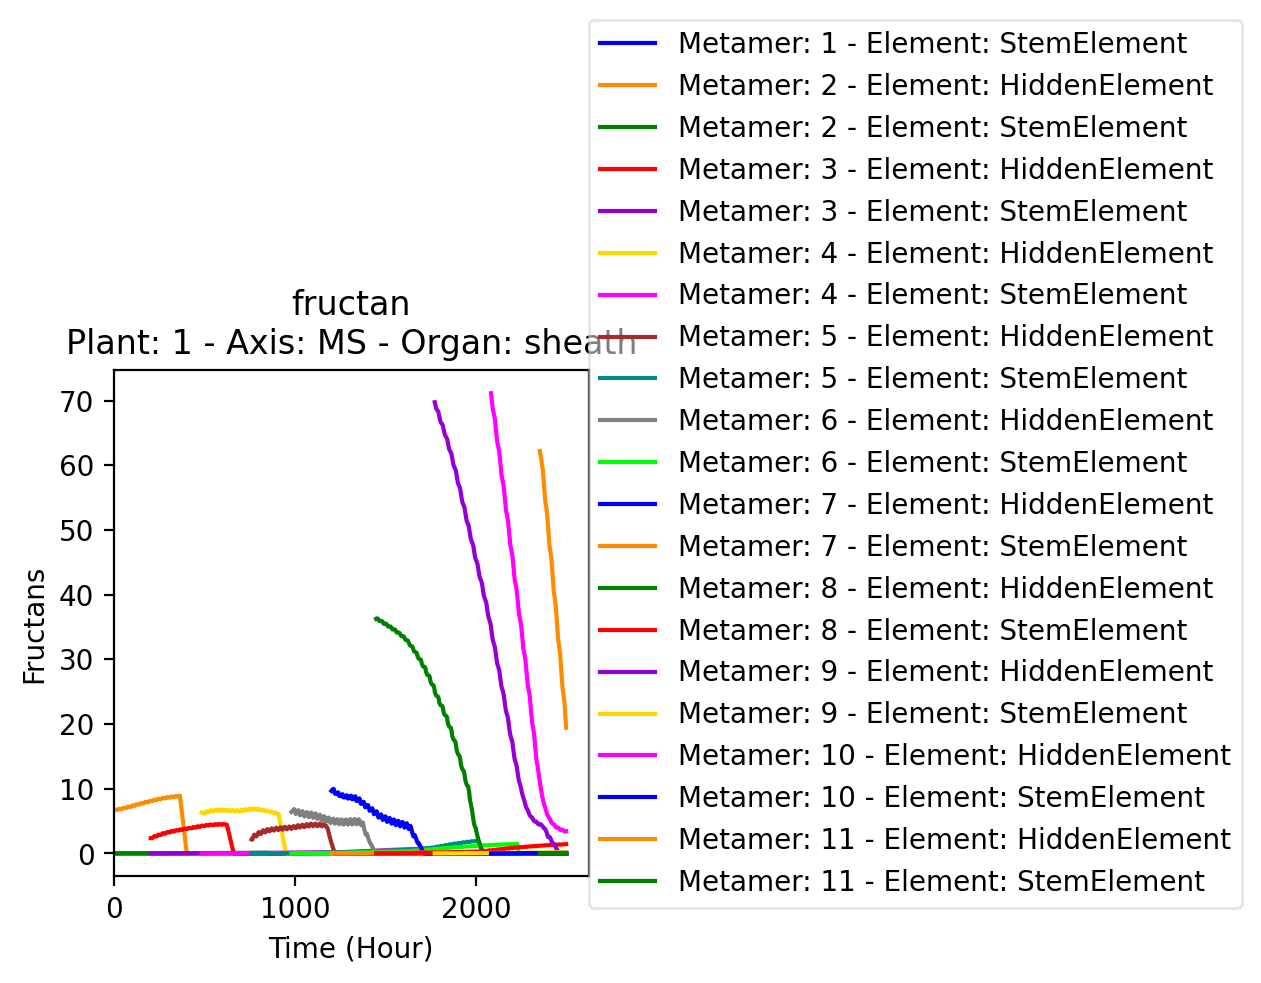 fructan
Plant: 1 - Axis: MS - Organ: sheath
Fructans
70
60
50
40
30
20
10
0
0 1000 2000
Time (Hour)
Metamer: 1 - Element: StemElement
Metamer: 2 - Element: HiddenElement
Metamer: 2 - Element: StemElement
Metamer: 3 - Element: HiddenElement
Metamer: 3 - Element: StemElement
Metamer: 4 - Element: HiddenElement
Metamer: 4 - Element: StemElement
Metamer: 5 - Element: HiddenElement
Metamer: 5 - Element: StemElement
Metamer: 6 - Element: HiddenElement
Metamer: 6 - Element: StemElement
Metamer: 7 - Element: HiddenElement
Metamer: 7 - Element: StemElement
Metamer: 8 - Element: HiddenElement
Metamer: 8 - Element: StemElement
Metamer: 9 - Element: HiddenElement
Metamer: 9 - Element: StemElement
Metamer: 10 - Element: HiddenElement
Metamer: 10 - Element: StemElement
Metamer: 11 - Element: HiddenElement
Metamer: 11 - Element: StemElement